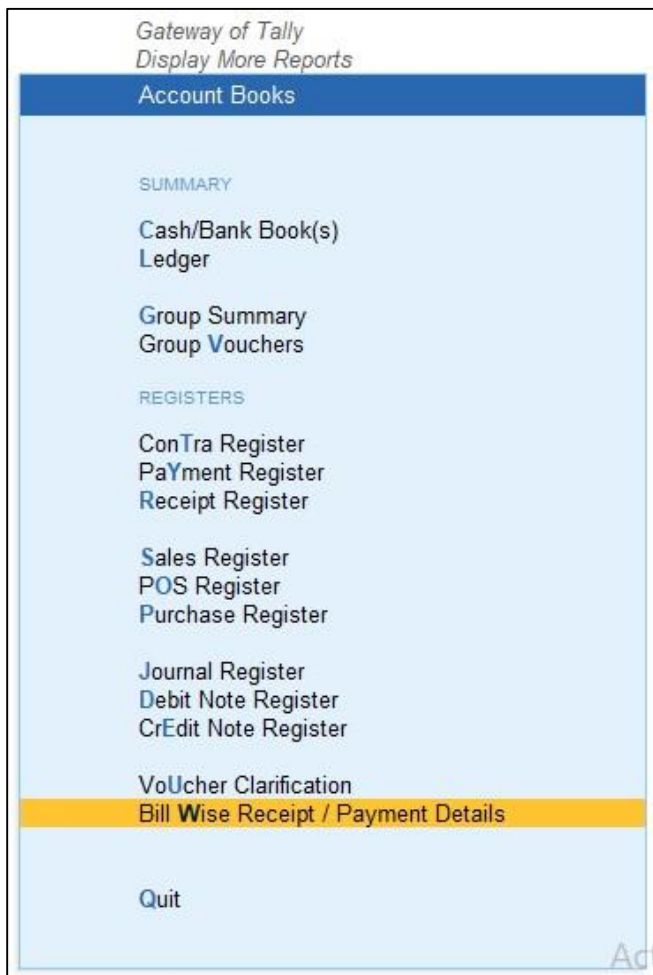 Gateway of Tally
Display More Reports
Account Books
SUMMARY
Cash/Bank Book(s)
Ledger
Group Summary
Group Vouchers
REGISTERS
ConTra Register
PaYment Register
Receipt Register
Sales Register
POS Register
Purchase Register
Journal Register
Debit Note Register
CrEdit Note Register
VoUcher Clarification
Bill Wise Receipt / Payment Details
Quit